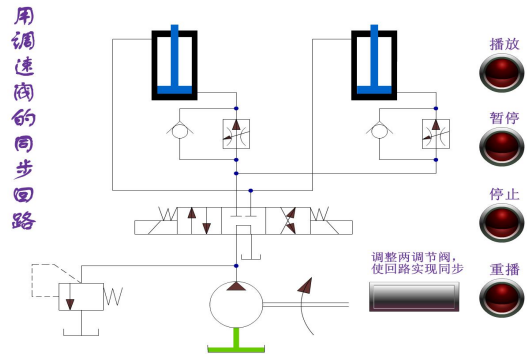 用调速阀的同步回路
播放
暂停
停止
调整两调节阀，
使回路实现同步
重播